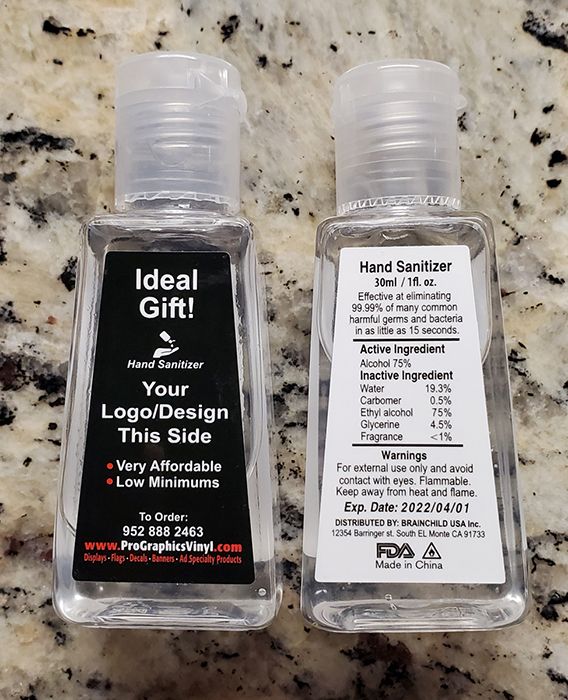 Ideal
Gift!
Hand Sanitizer
Your
Logo/Design
This Side
• Very Affordable
• Low Minimums
To Order:
952 888 2463
www.ProGraphicsVinyl.com
Displays • Flags • Decals • Banners • Ad Specialty Products
Hand Sanitizer
30ml / 1fl. oz.
Effective at eliminating
99.99% of many common
harmful germs and bacteria
in as little as 15 seconds.
Active Ingredient
Alcohol 75%
Inactive Ingredient
Water 19.3%
Carbomer 0.5%
Ethyl alcohol 75%
Glycerine 4.5%
Fragrance <1%
Warnings
For external use only and avoid
contact with eyes. Flammable.
Keep away from heat and flame.
Exp. Date: 2022/04/01
DISTRIBUTED BY: BRAINCHILD USA Inc.
12354 Barringer st. South EL Monte CA 91733
FDA
Made in China